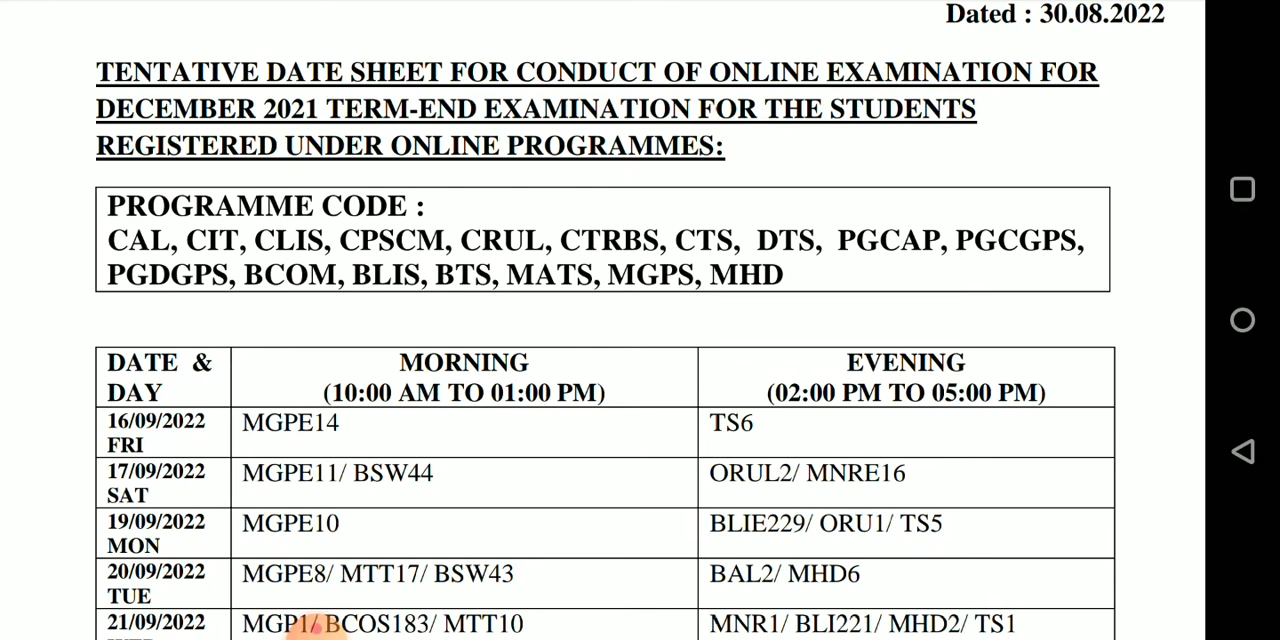 Dated : 30.08.2022
TENTATIVE DATE SHEET FOR CONDUCT OF ONLINE EXAMINATION FOR
DECEMBER 2021 TERM-END EXAMINATION FOR THE STUDENTS
REGISTERED UNDER ONLINE PROGRAMMES:
PROGRAMME CODE :
CAL, CIT, CLIS, CPSCM, CRUL, CTRBS, CTS, DTS, PGCAP, PGCGPS,
PGDGPS, BCOM, BLIS, BTS, MATS, MGPS, MHD
DATE & MORNING EVENING
DAY (10:00 AM TO 01:00 PM) (02:00 PM TO 05:00 PM)
16/09/2022 MGPE14 TS6
FRI
17/09/2022 MGPE11/ BSW44 ORUL2/ MNRE16
SAT
19/09/2022 MGPE10 BLIE229/ ORU1/ TS5
MON
20/09/2022 MGPE8/ MTT17/ BSW43 BAL2/ MHD6
TUE
21/09/2022 MGP1/ BCOS183/ MTT10 MNR1/ BLI221/ MHD2/ TS1